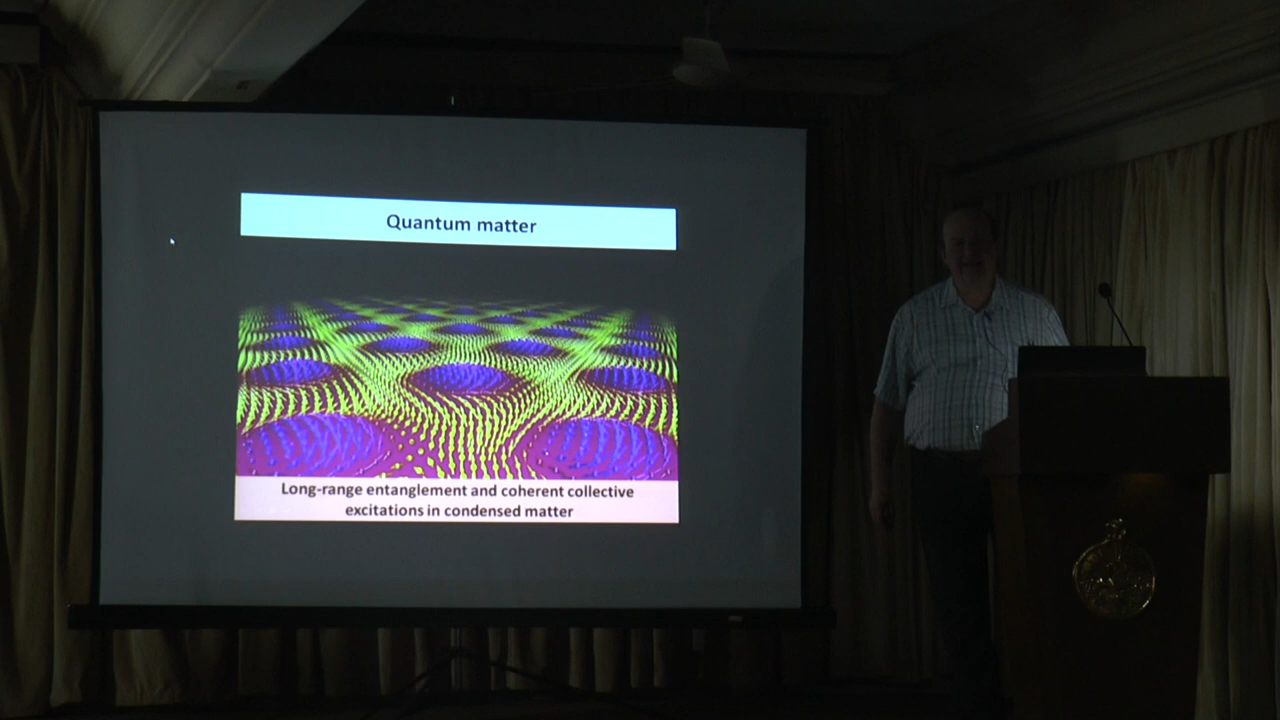 Quantum matter
Long-range entanglement and coherent collective
excitations in condensed matter